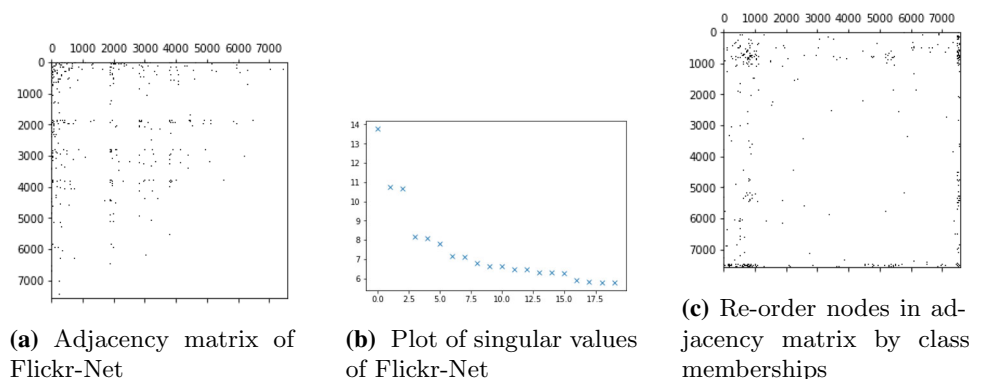 0 1000 2000 3000 4000 5000 6000 7000
0
1000
2000
3000
4000
5000
6000
7000
(a) Adjacency matrix of
Flickr-Net
14
13
12
11
10
9
8
7
6
0.0 2.5 5.0 7.5 10.0 12.5 15.0 17.5
(b) Plot of singular values
of Flickr-Net
0 1000 2000 3000 4000 5000 6000 7000
0
1000
2000
3000
4000
5000
6000
7000
(c) Re-order nodes in ad-
jacency matrix by class
memberships